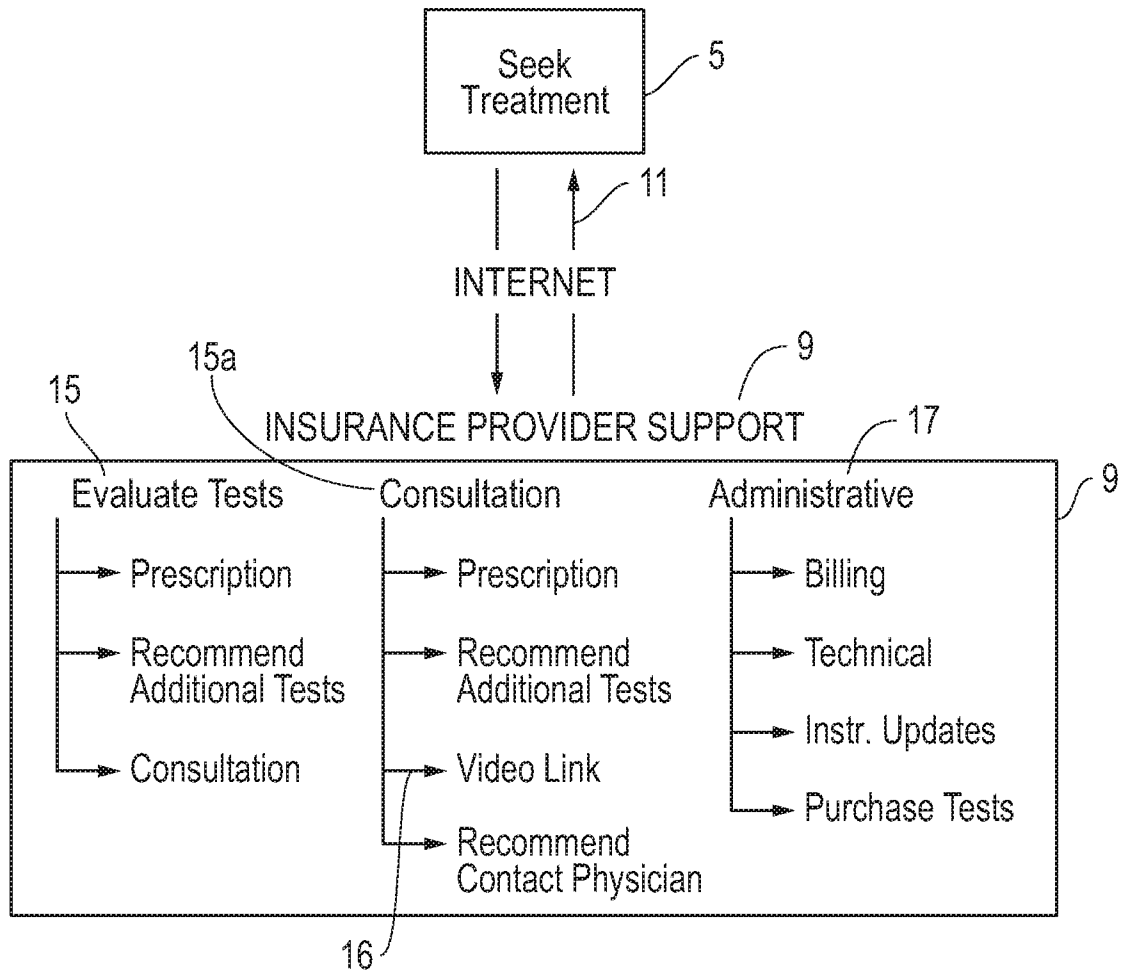 Seek
Treatment
5
11
INTERNET
15a
9
15
INSURANCE PROVIDER SUPPORT
17
9
Evaluate Tests
Prescription
Recommend
Additional Tests
Consultation
Consultation
Prescription
Recommend
Additional Tests
Video Link
Recommend
Contact Physician
16
Administrative
Billing
Technical
Instr. Updates
Purchase Tests